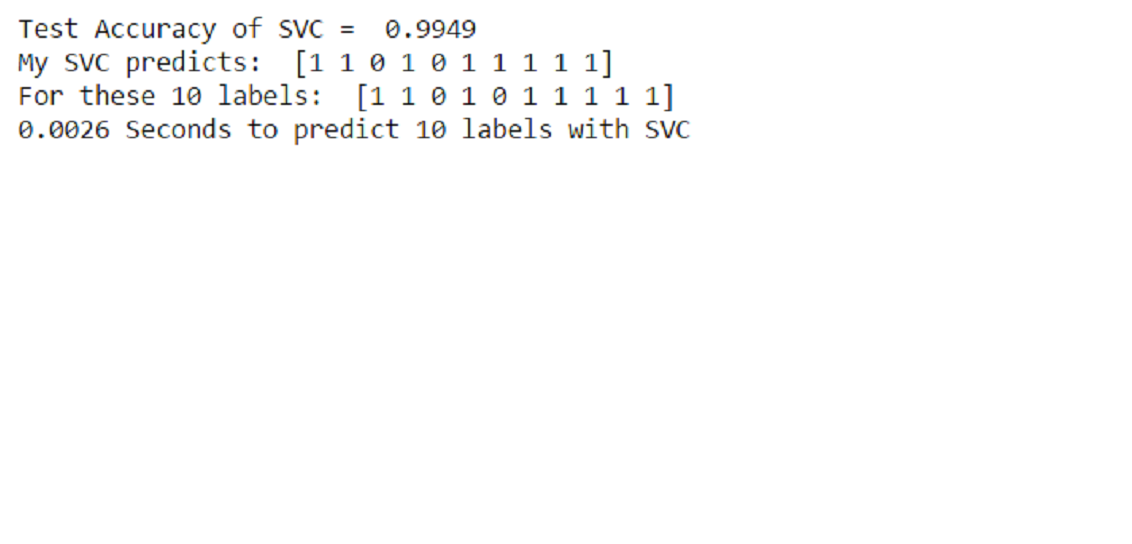 Test Accuracy of SVC =  0.9949
My SVC predicts:  [1 1 0 1 0 1 1 1 1 1]
For these 10 labels:  [1 1 0 1 0 1 1 1 1 1]
0.0026 Seconds to predict 10 labels with SVC